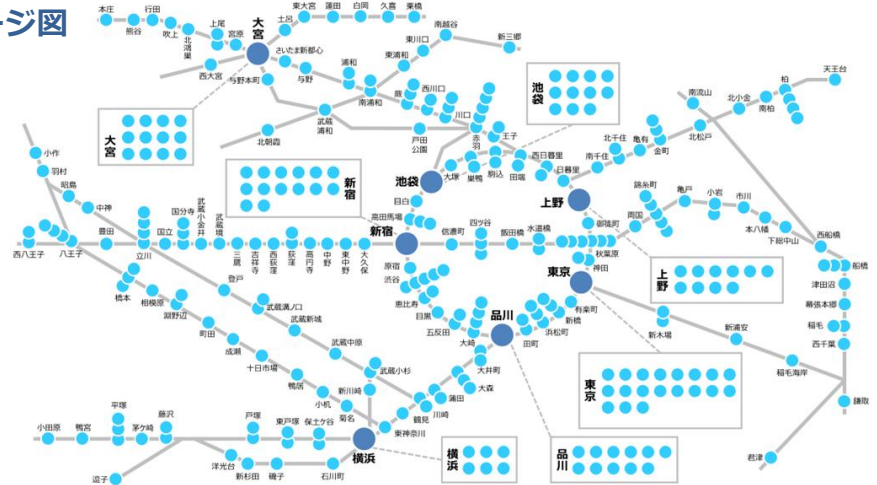 ージ図
本庄
熊谷
行田
吹上
北鴻巣
上尾
宮原
大宮
土呂
東大宮
蓮田
白岡
久喜
栗橋
西大宮
さいたま新都心
与野
与野本町
浦和
南浦和
武蔵浦和
北朝霞
東浦和
東川口
南越谷
新三郷
蕨
西川口
川口
戸田公園
赤羽
王子
池袋
大宮
新宿
池袋
大塚
巣鴨
駒込
田端
西日暮里
日暮里
上野
南千住
北千住
亀有
金町
北松戸
南流山
北小金
南柏
柏
天王台
小作
羽村
昭島
中神
西八王子
八王子
豊田
立川
国立
国分寺
武蔵小金井
武蔵境
三鷹
吉祥寺
西荻窪
荻窪
高円寺
中野
東中野
大久保
新宿
目白
高田馬場
信濃町
四ツ谷
飯田橋
水道橋
御徒町
秋葉原
神田
東京
錦糸町
両国
亀戸
小岩
市川
本八幡
下総中山
西船橋
船橋
津田沼
幕張本郷
稲毛
西千葉
鎌取
上野
原宿
渋谷
恵比寿
目黒
五反田
大崎
品川
田町
浜松町
新橋
有楽町
新木場
新浦安
稲毛海岸
君津
橋本
相模原
淵野辺
町田
成瀬
十日市場
鴨居
小机
菊名
登戸
武蔵溝ノ口
武蔵新城
武蔵中原
武蔵小杉
新川崎
大井町
大森
蒲田
川崎
鶴見
東神奈川
横浜
東京
小田原
鴨宮
平塚
茅ケ崎
藤沢
戸塚
東戸塚
保土ケ谷
逗子
洋光台
新杉田
磯子
石川町
横浜
品川